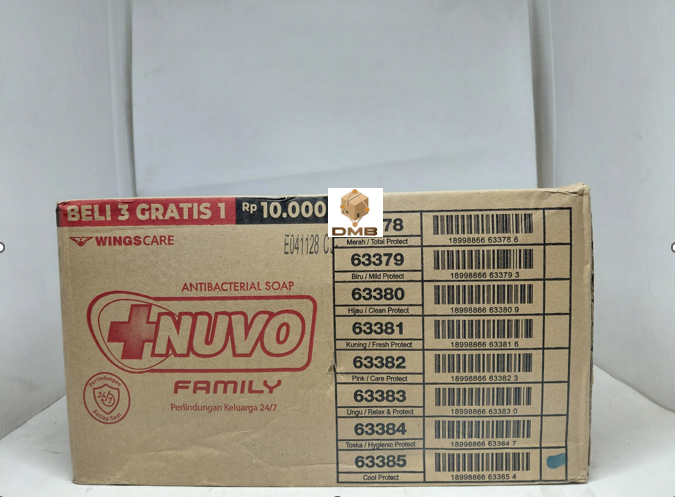 BELI 3 GRATIS 1 Rp 10.000
DMB
WINGSCARE
E041128
ANTIBACTERIAL SOAP
NUVO
FAMILY
Perlindungan Keluarga 24/7
Perlindungan
24/7
Setiap Saat
78
Merah / Total Protect
18998866 63378 6
63379
Biru / Mild Protect
18998866 63379 3
63380
Hijau / Clean Protect
18998866 63380 9
63381
Kuning / Fresh Protect
18998866 63381 6
63382
Pink / Care Protect
18998866 63382 3
63383
Ungu / Relax & Protect
18998866 63383 0
63384
Toska / Hygienic Protect
18998866 63384 7
63385
Cool Protect
18998866 63385 4